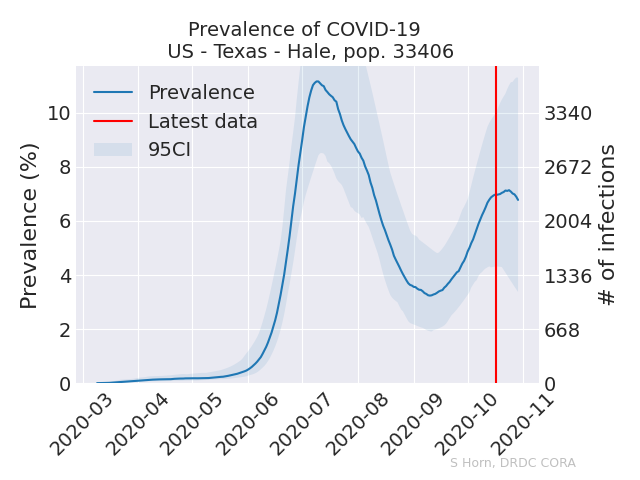 Prevalence of COVID-19
US - Texas - Hale, pop. 33406
Prevalence
Latest data
95CI
Prevalence (%)
10
8
6
4
2
0
# of infections
3340
2672
2004
1336
668
0
2020-03
2020-04
2020-05
2020-06
2020-07
2020-08
2020-09
2020-10
2020-11
S Horn, DRDC CORA